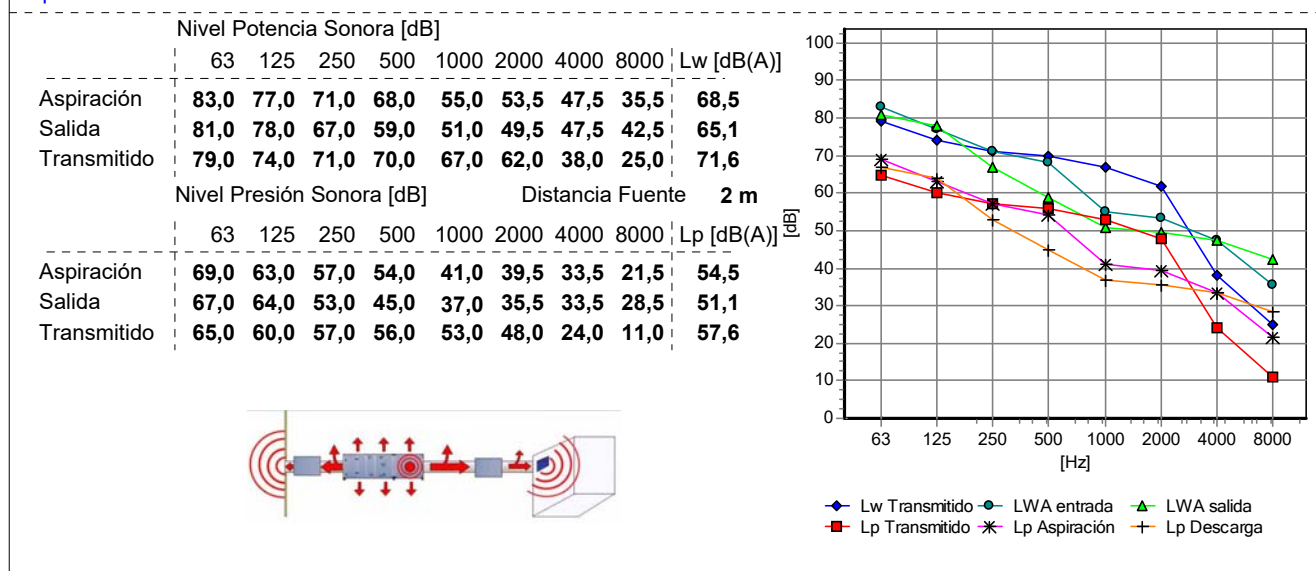 Nivel Potencia Sonora [dB]
63 125 250 500 1000 2000 4000 8000 Lw [dB(A)]
Aspiración 83,0 77,0 71,0 68,0 55,0 53,5 47,5 35,5 68,5
Salida 81,0 78,0 67,0 59,0 51,0 49,5 47,5 42,5 65,1
Transmitido 79,0 74,0 71,0 70,0 67,0 62,0 38,0 25,0 71,6
Nivel Presión Sonora [dB] Distancia Fuente 2 m
63 125 250 500 1000 2000 4000 8000 Lp [dB(A)]
Aspiración 69,0 63,0 57,0 54,0 41,0 39,5 33,5 21,5 54,5
Salida 67,0 64,0 53,0 45,0 37,0 35,5 33,5 28,5 51,1
Transmitido 65,0 60,0 57,0 56,0 53,0 48,0 24,0 11,0 57,6
100
90
80
70
60
50
40
30
20
10
0
[dB]
63 125 250 500 1000 2000 4000 8000
[Hz]
Lw Transmitido LWA entrada LWA salida
Lp Transmitido Lp Aspiración Lp Descarga